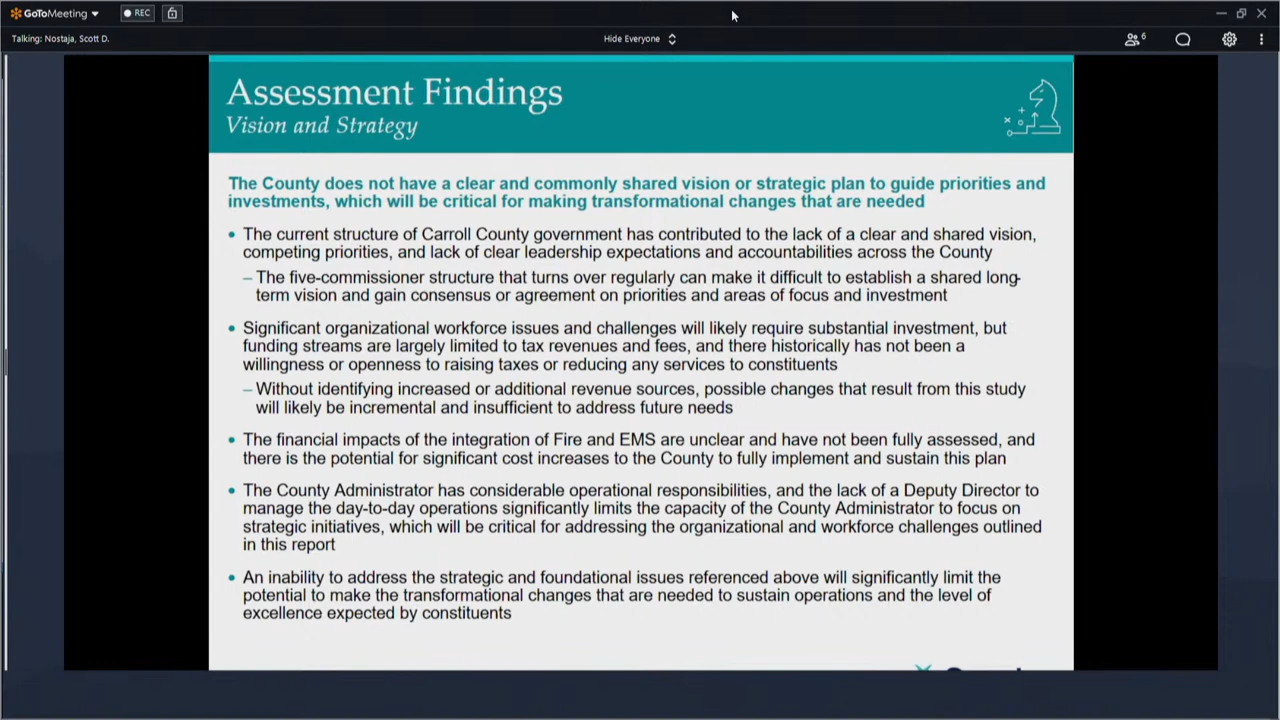 GoToMeeting
REC
Talking: Nostaja, Scott D.
Hide Everyone
6
Assessment Findings
Vision and Strategy
The County does not have a clear and commonly shared vision or strategic plan to guide priorities and
investments, which will be critical for making transformational changes that are needed
• The current structure of Carroll County government has contributed to the lack of a clear and shared vision,
competing priorities, and lack of clear leadership expectations and accountabilities across the County
– The five-commissioner structure that turns over regularly can make it difficult to establish a shared long-
term vision and gain consensus or agreement on priorities and areas of focus and investment
• Significant organizational workforce issues and challenges will likely require substantial investment, but
funding streams are largely limited to tax revenues and fees, and there historically has not been a
willingness or openness to raising taxes or reducing any services to constituents
– Without identifying increased or additional revenue sources, possible changes that result from this study
will likely be incremental and insufficient to address future needs
• The financial impacts of the integration of Fire and EMS are unclear and have not been fully assessed, and
there is the potential for significant cost increases to the County to fully implement and sustain this plan
• The County Administrator has considerable operational responsibilities, and the lack of a Deputy Director to
manage the day-to-day operations significantly limits the capacity of the County Administrator to focus on
strategic initiatives, which will be critical for addressing the organizational and workforce challenges outlined
in this report
• An inability to address the strategic and foundational issues referenced above will significantly limit the
potential to make the transformational changes that are needed to sustain operations and the level of
excellence expected by constituents